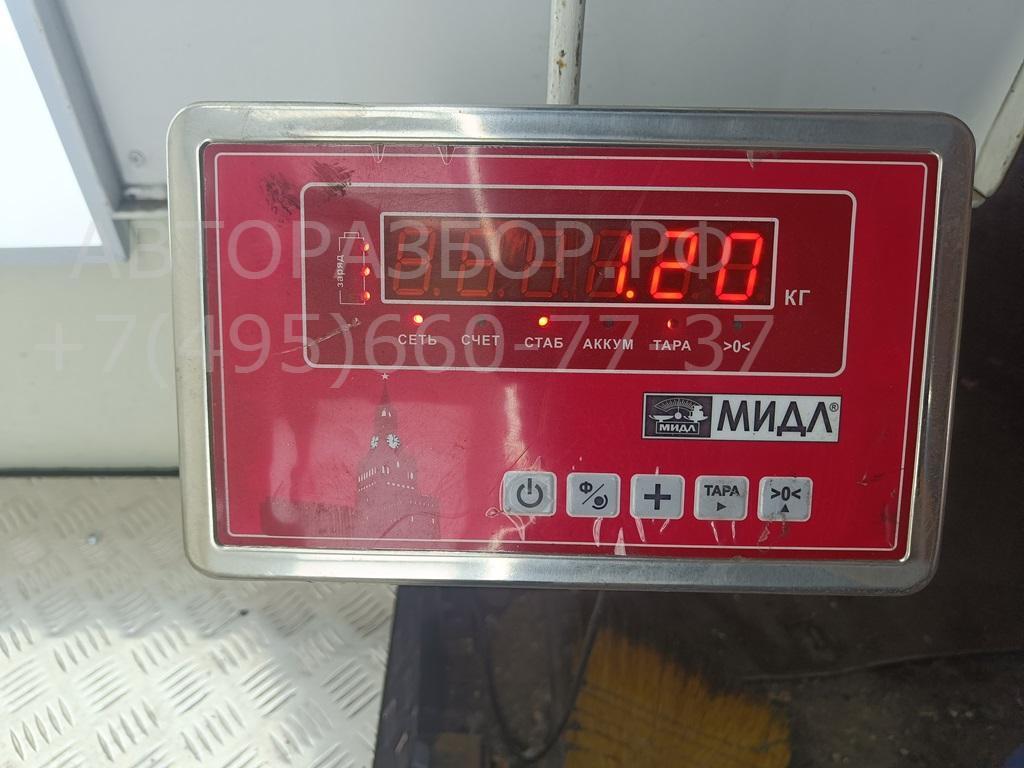 АВТОРАЗБОР.РФ
+7(495)660-77-37
заряд
1.20
КГ
СЕТЬ СЧЕТ СТАБ АККУМ ТАРА >0<
МИДЛ
МИДЛ®
Ф
+
ТАРА
>0<